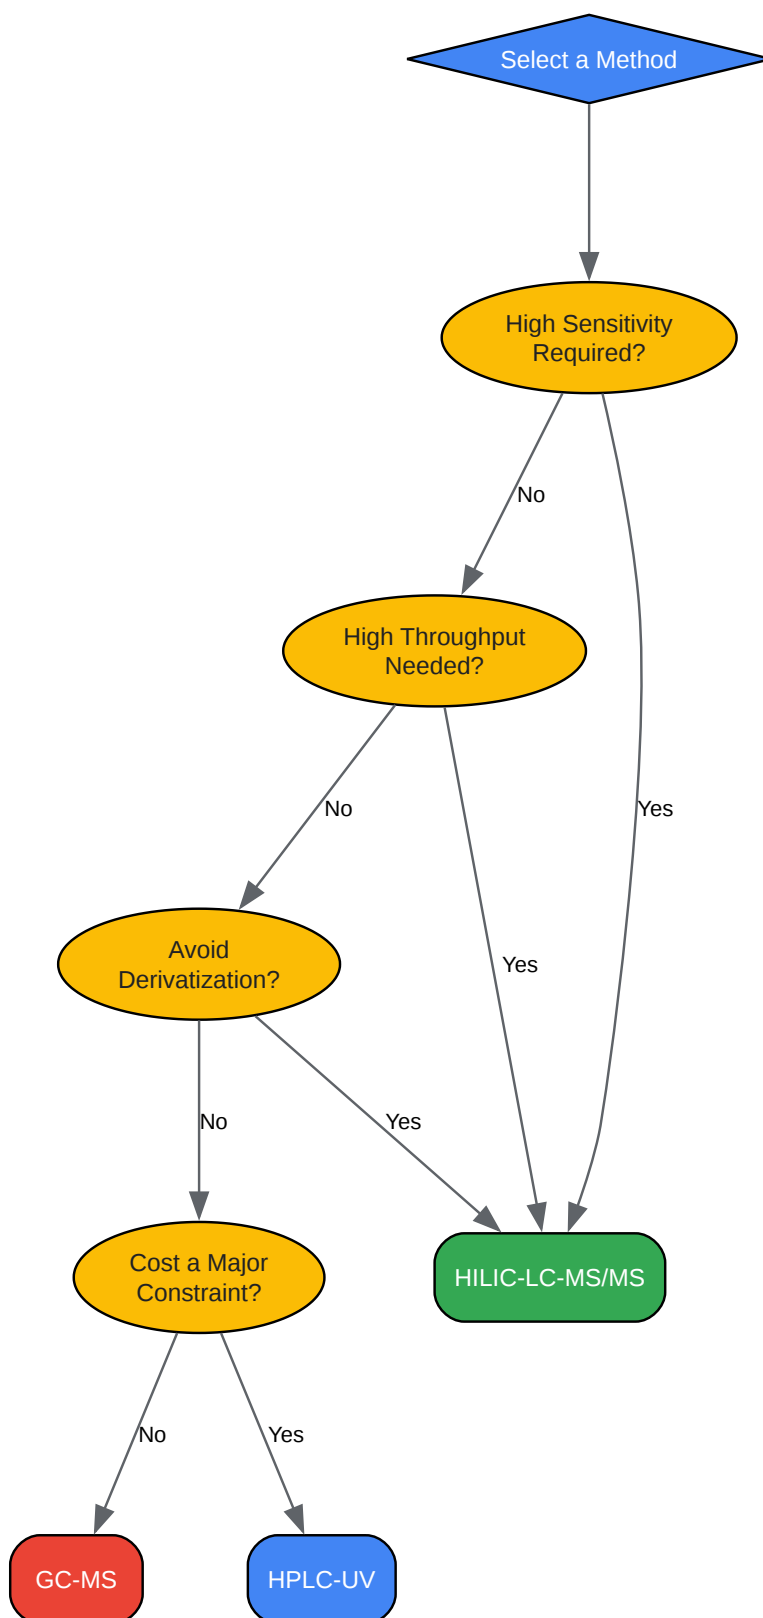 Select a Method
High Sensitivity
Required?
No
High Throughput
Needed?
No
Yes
Avoid
Derivatization?
Yes
No
Yes
Cost a Major
Constraint?
HILIC-LC-MS/MS
No
Yes
GC-MS
HPLC-UV